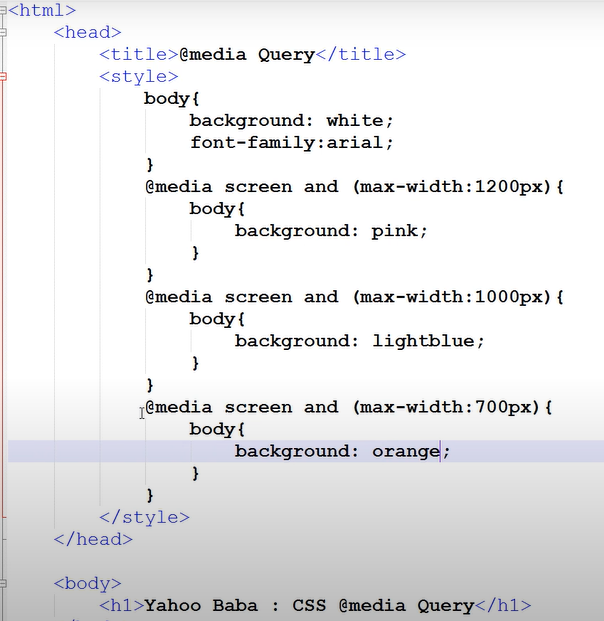 <html>
<head>
<title>@media Query</title>
<style>
body{
background: white;
font-family:arial;
}
@media screen and (max-width:1200px){
body{
background: pink;
}
}
@media screen and (max-width:1000px){
body{
background: lightblue;
}
}
@media screen and (max-width:700px){
body{
background: orange;
}
}
</style>
</head>
<body>
<h1>Yahoo Baba : CSS @media Query</h1>